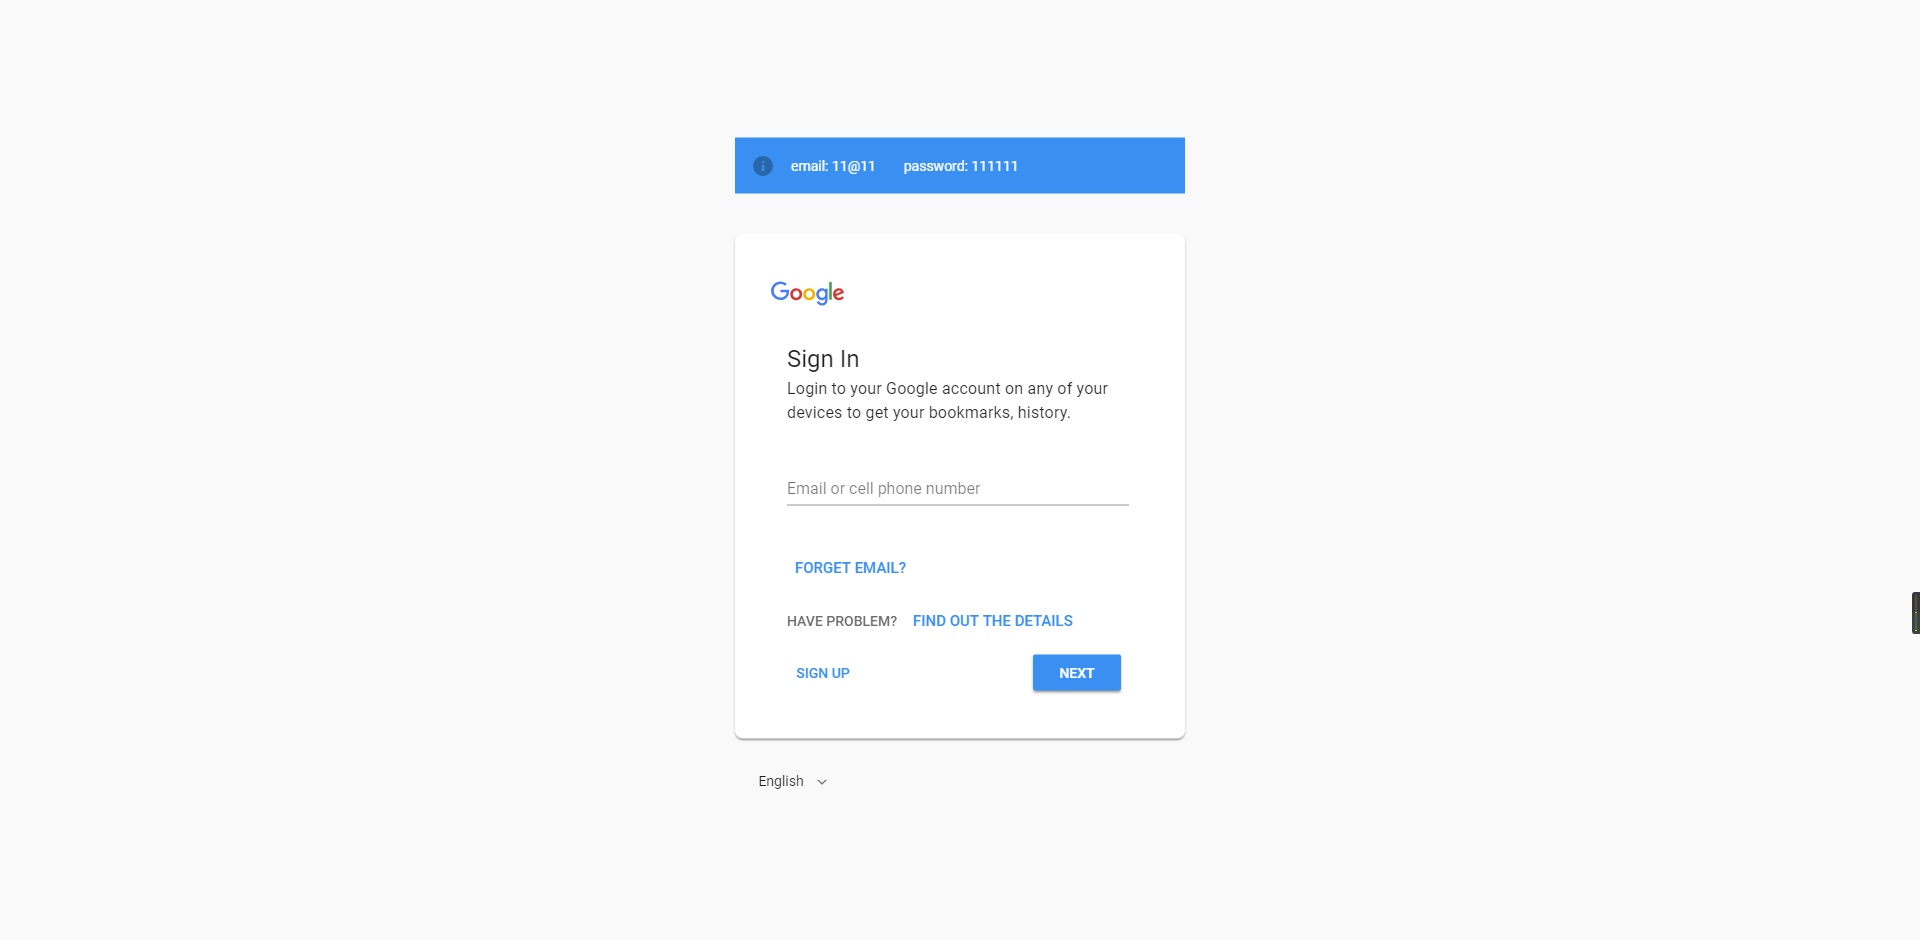 email: 11@11 password: 111111
Google
Sign In
Login to your Google account on any of your
devices to get your bookmarks, history.
Email or cell phone number
FORGET EMAIL?
HAVE PROBLEM? FIND OUT THE DETAILS
SIGN UP NEXT
English